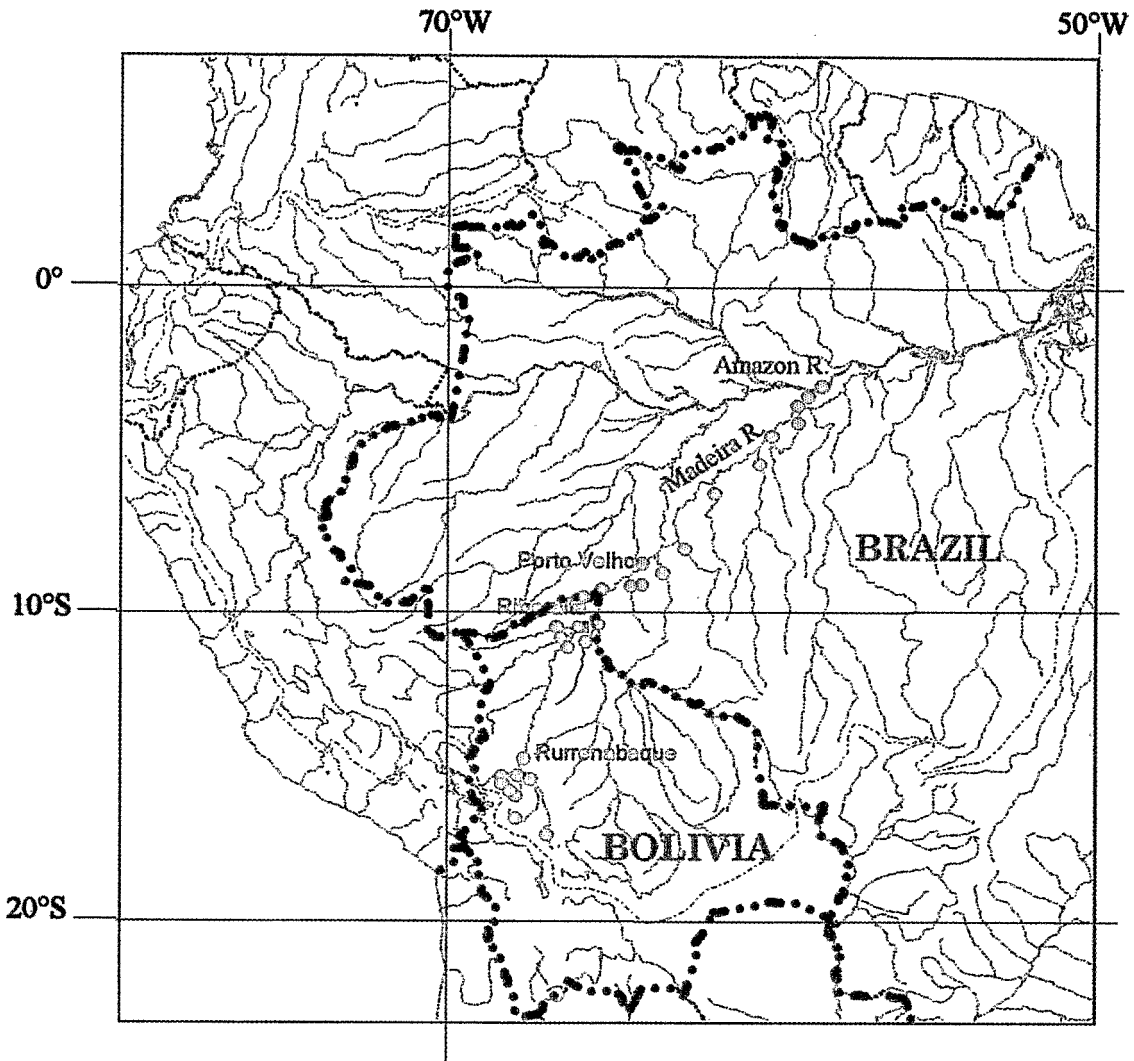 70°W
50°W
0°
Amazon R.
Madeira R.
BRAZIL
Porto Velho
10°S
Rurrenabaque
BOLIVIA
20°S